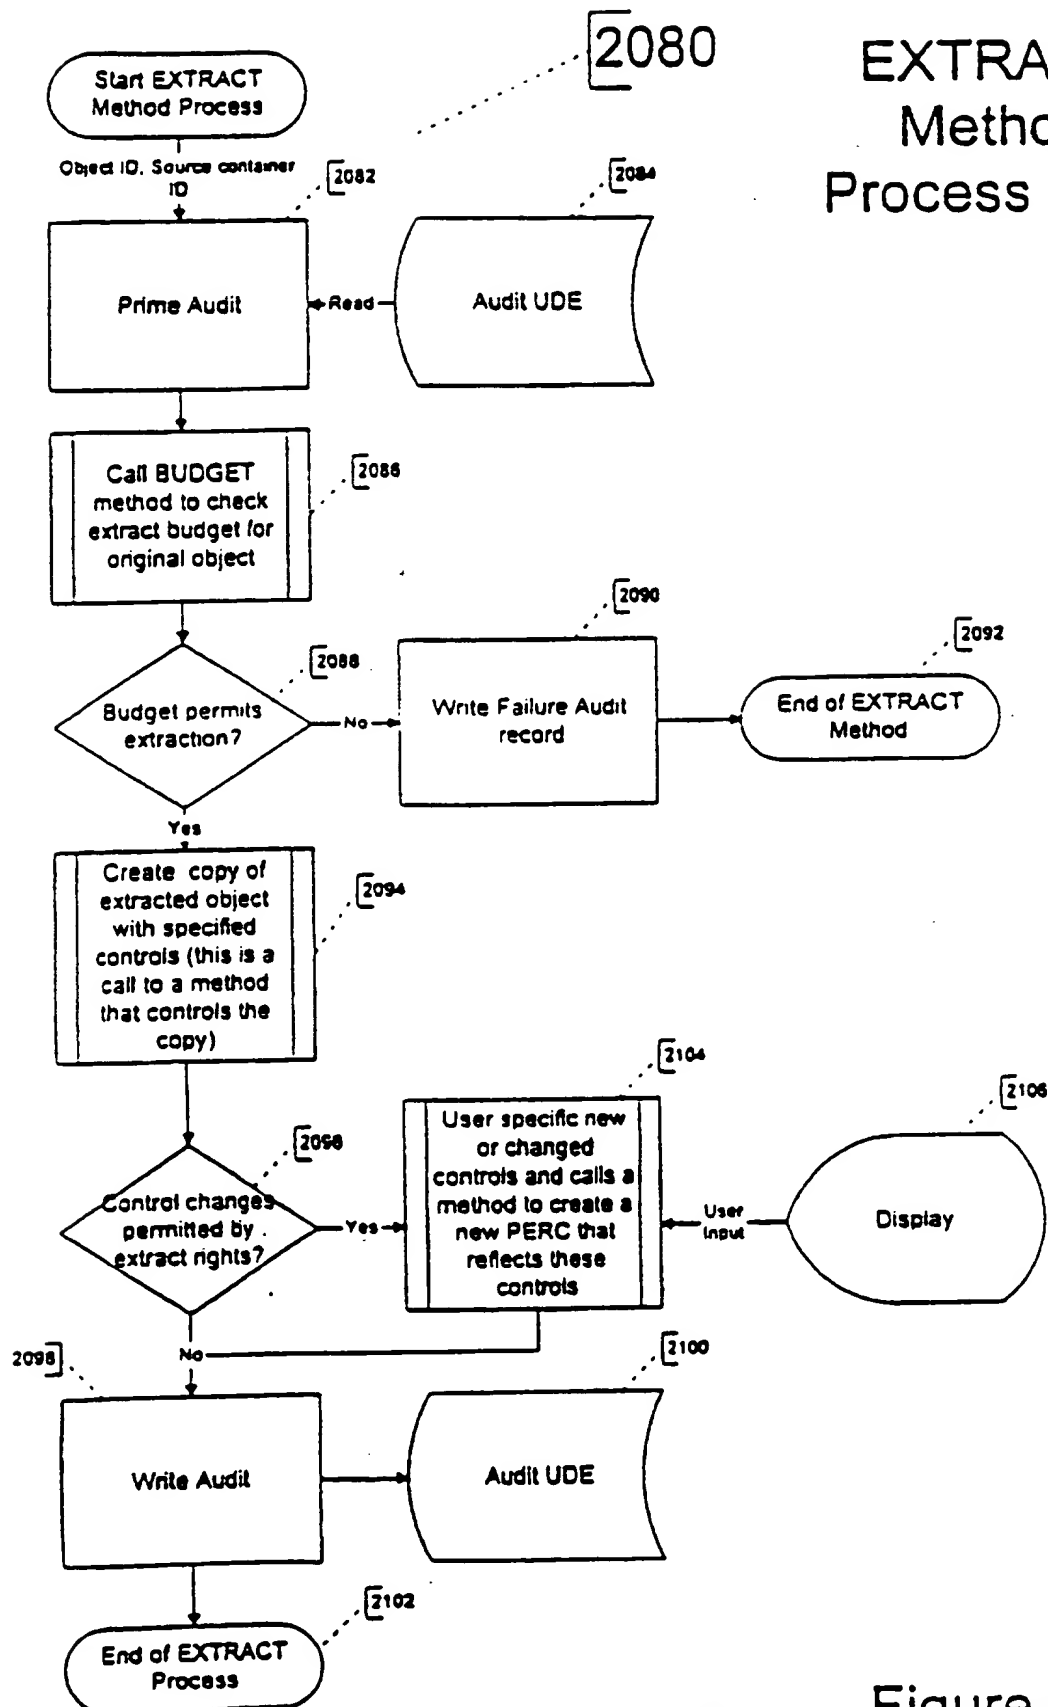 2080
EXTRA
Metho
Process
Start EXTRACT
Method Process
Object ID, Source container
ID
2082
2084
Prime Audit
Read
Audit UDE
Call BUDGET
method to check
extract budget for
original object
2086
2090
2092
2088
Budget permits
extraction?
No
Write Failure Audit
record
End of EXTRACT
Method
Yes
Create copy of
extracted object
with specified
controls (this is a
call to a method
that controls the
copy)
2094
2104
2106
2096
User specific new
or changed
controls and calls a
method to create a
new PERC that
reflects these
controls
Control changes
permitted by
extract rights?
Yes
User
Input
Display
No
2098
2100
Write Audit
Audit UDE
2102
End of EXTRACT
Process
Figure